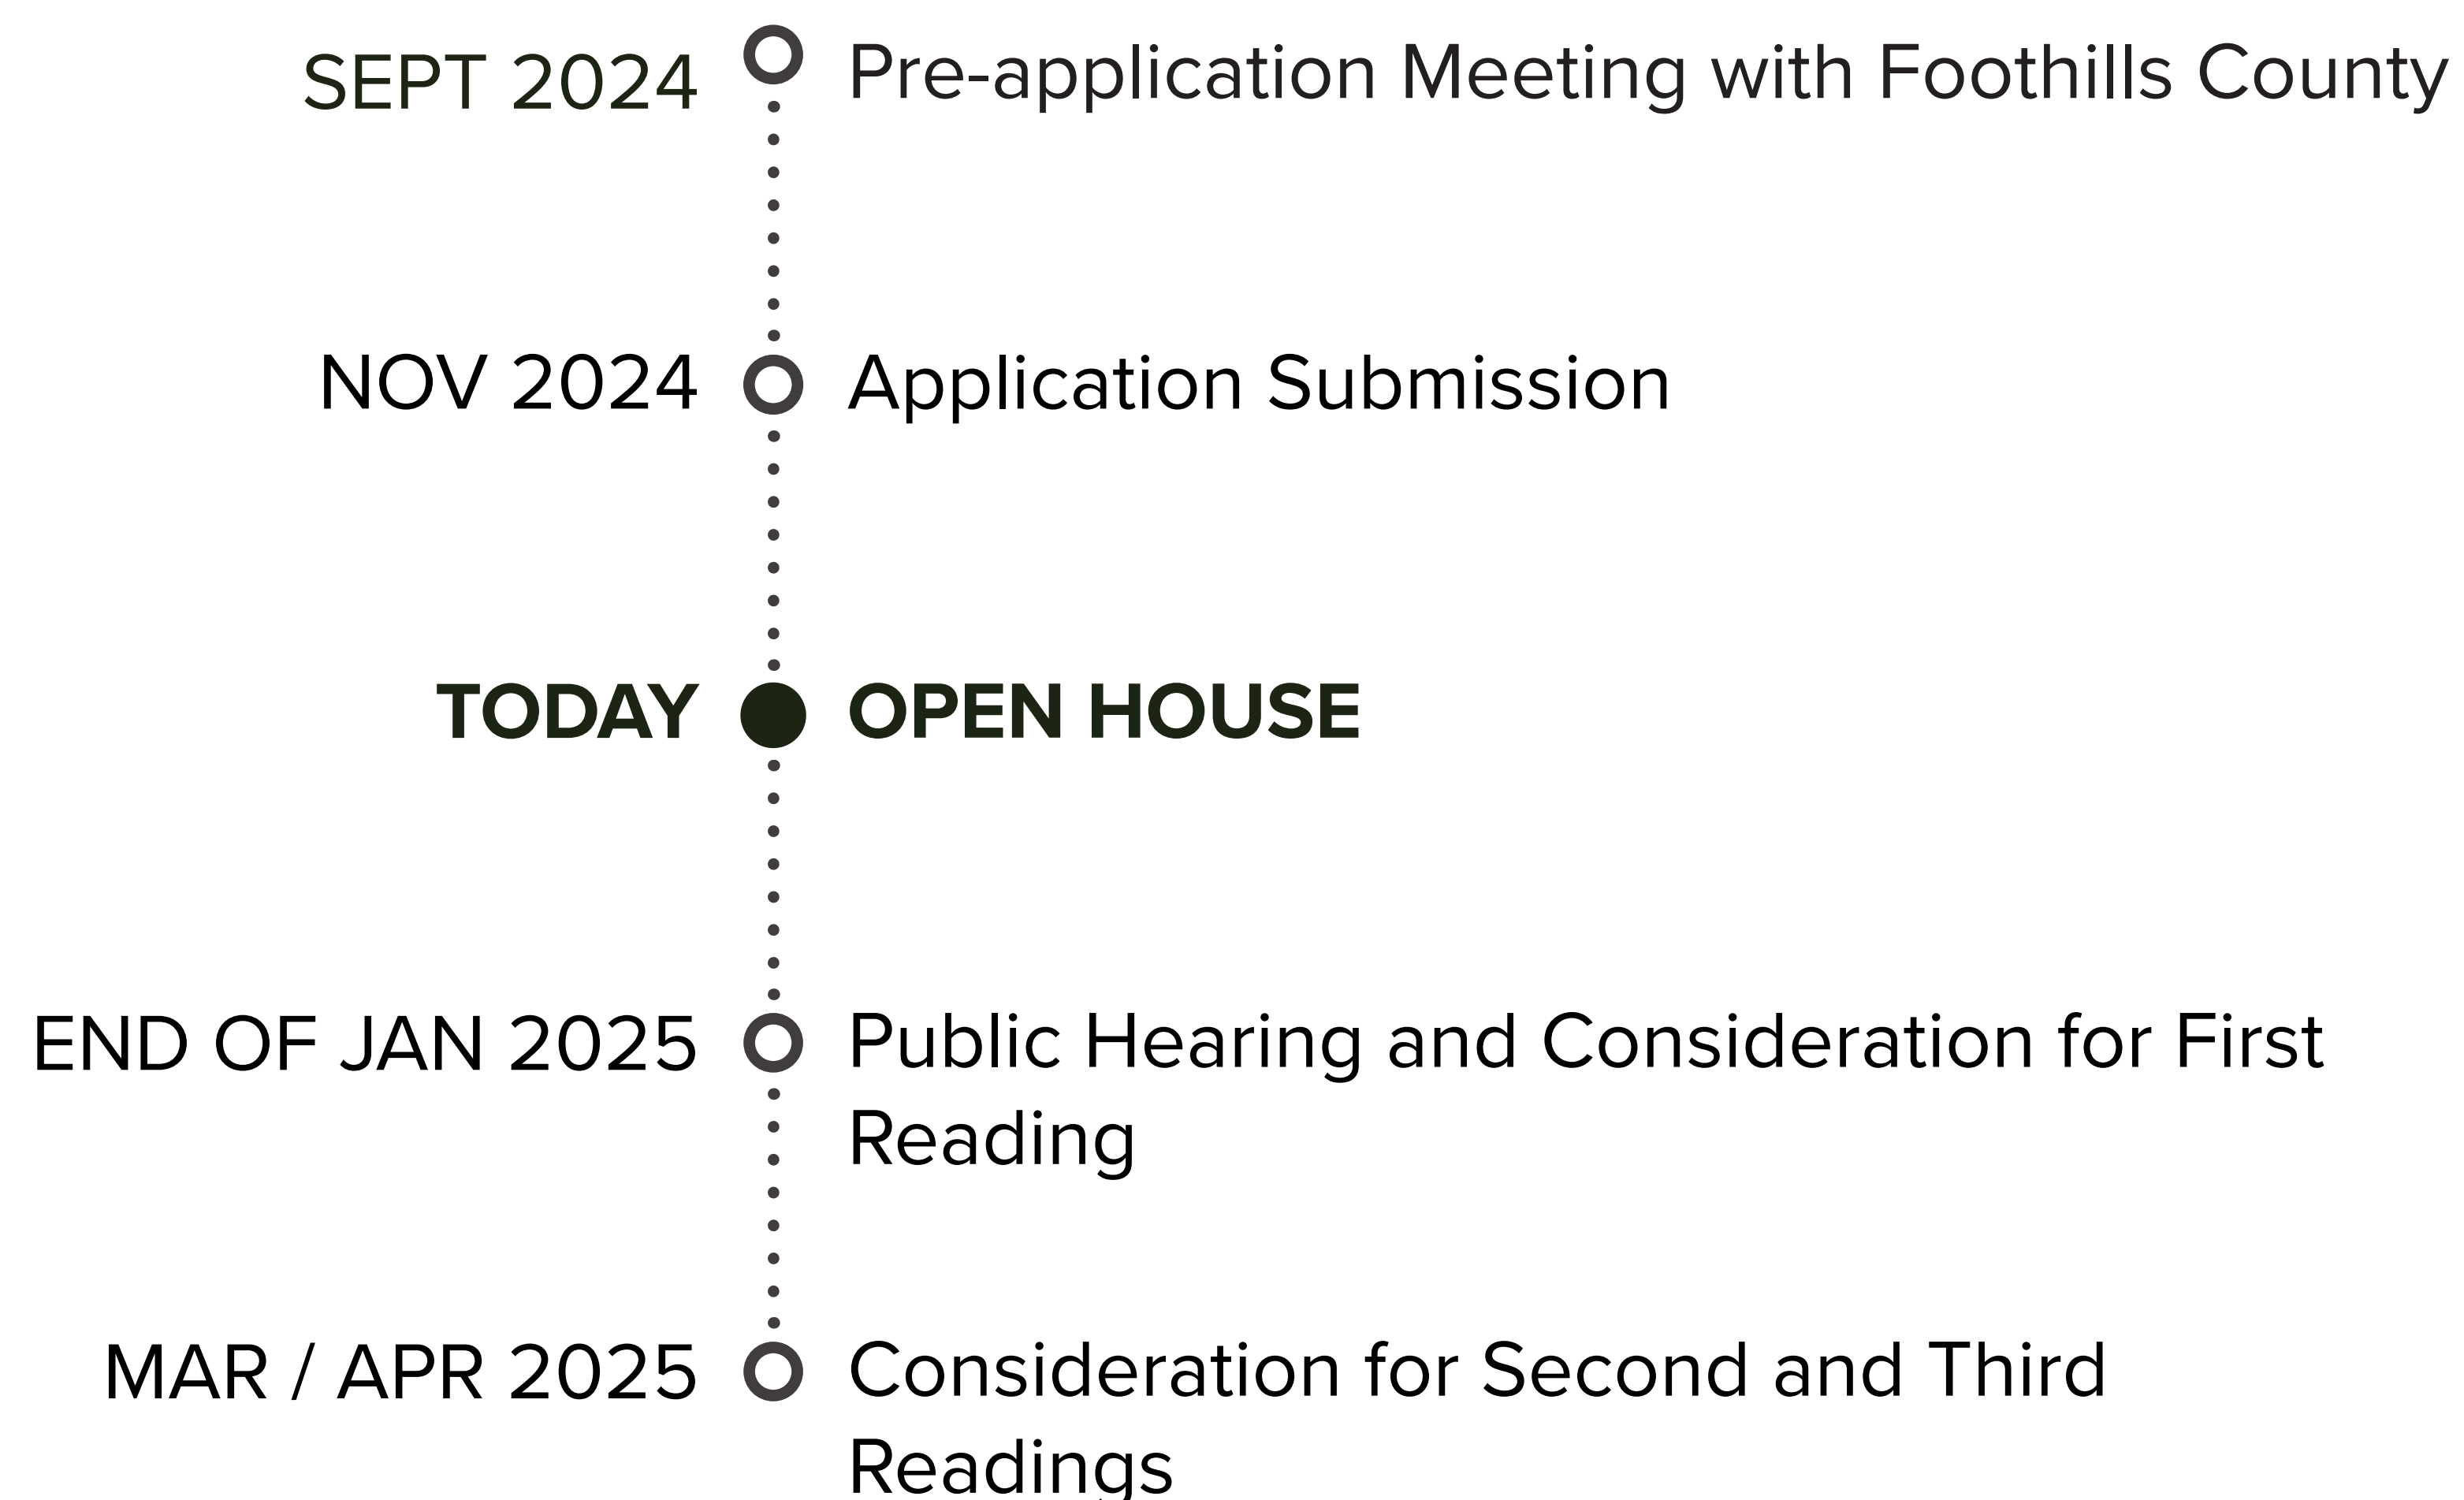 SEPT 2024 Pre-application Meeting with Foothills County
NOV 2024 Application Submission
TODAY OPEN HOUSE
END OF JAN 2025 Public Hearing and Consideration for First
Reading
MAR / APR 2025 Consideration for Second and Third
Readings